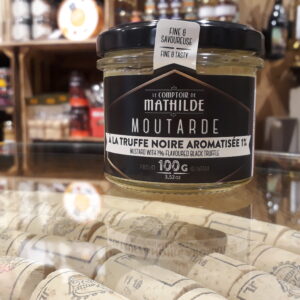 FINE &
SAVOUREUSE
FINE & TASTY
LE COMPTOIR DE
MATHILDE
MOUTARDE
À LA TRUFFE NOIRE AROMATISÉE 1%
MUSTARD WITH 1% FLAVOURED BLACK TRUFFLE
100G
3,52oz